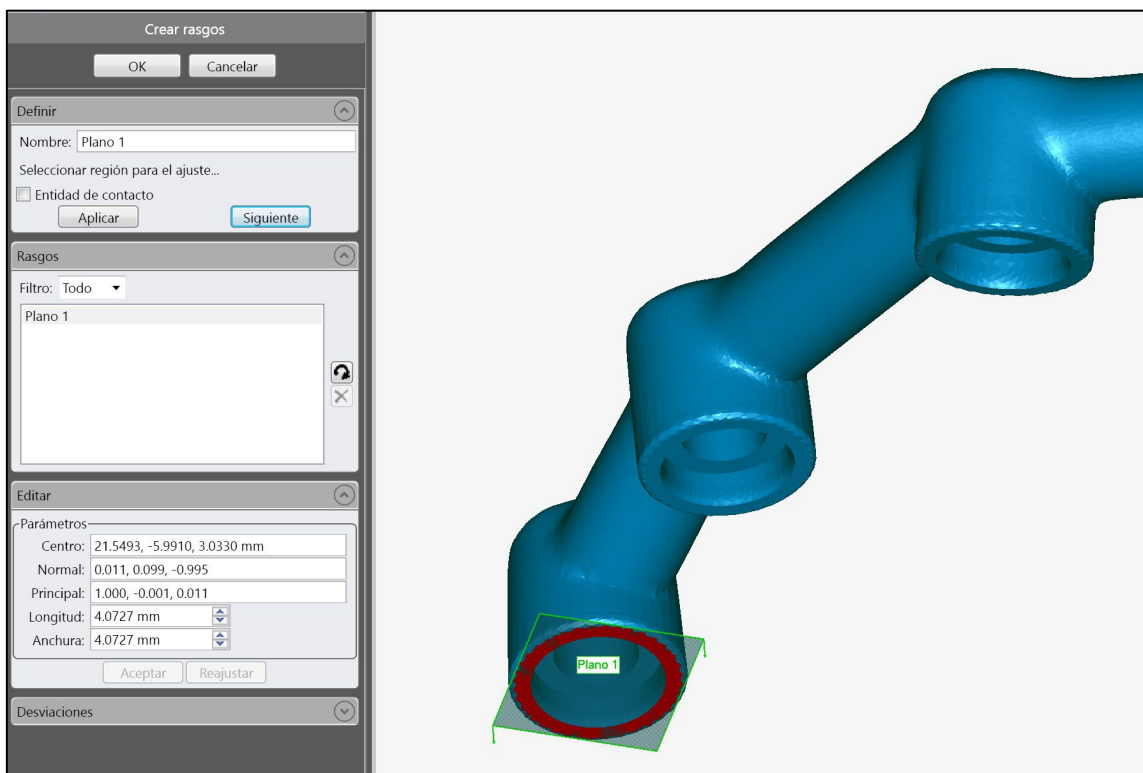 Crear rasgos
OK Cancelar
Definir
Nombre: Plano 1
Seleccionar región para el ajuste...
Entidad de contacto
Aplicar Siguiente
Rasgos
Filtro: Todo
Plano 1
Editar
Parámetros
Centro: 21.5493, -5.9910, 3.0330 mm
Normal: 0.011, 0.099, -0.995
Principal: 1.000, -0.001, 0.011
Longitud: 4.0727 mm
Anchura: 4.0727 mm
Aceptar Reajustar
Desviaciones
Plano 1